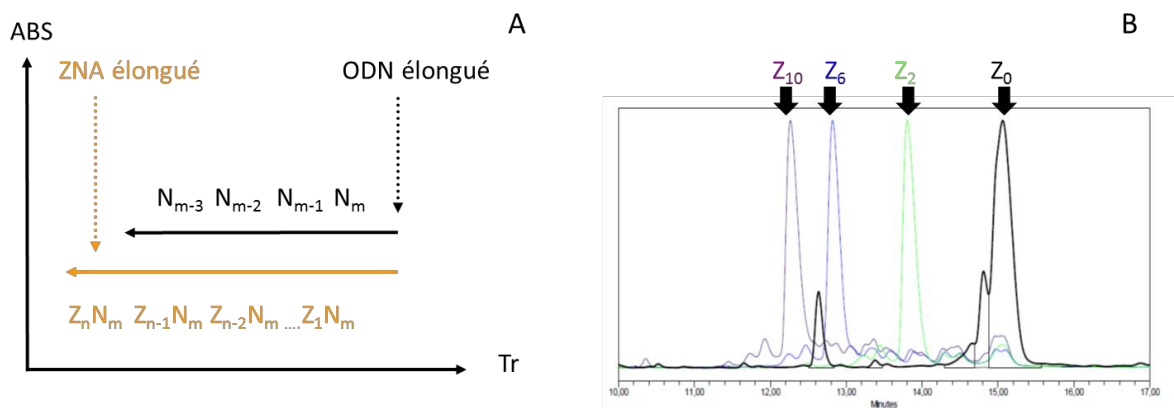 ABS
A
ZNA élongué
ODN élongué
Nm-3 Nm-2 Nm-1 Nm
ZnNm Zn-1Nm Zn-2Nm ....Z1Nm
Tr
B
Z10 Z6 Z2 Z0
10,00 11,00 12,00 13,00 14,00 15,00 16,00 17,00
Minutes